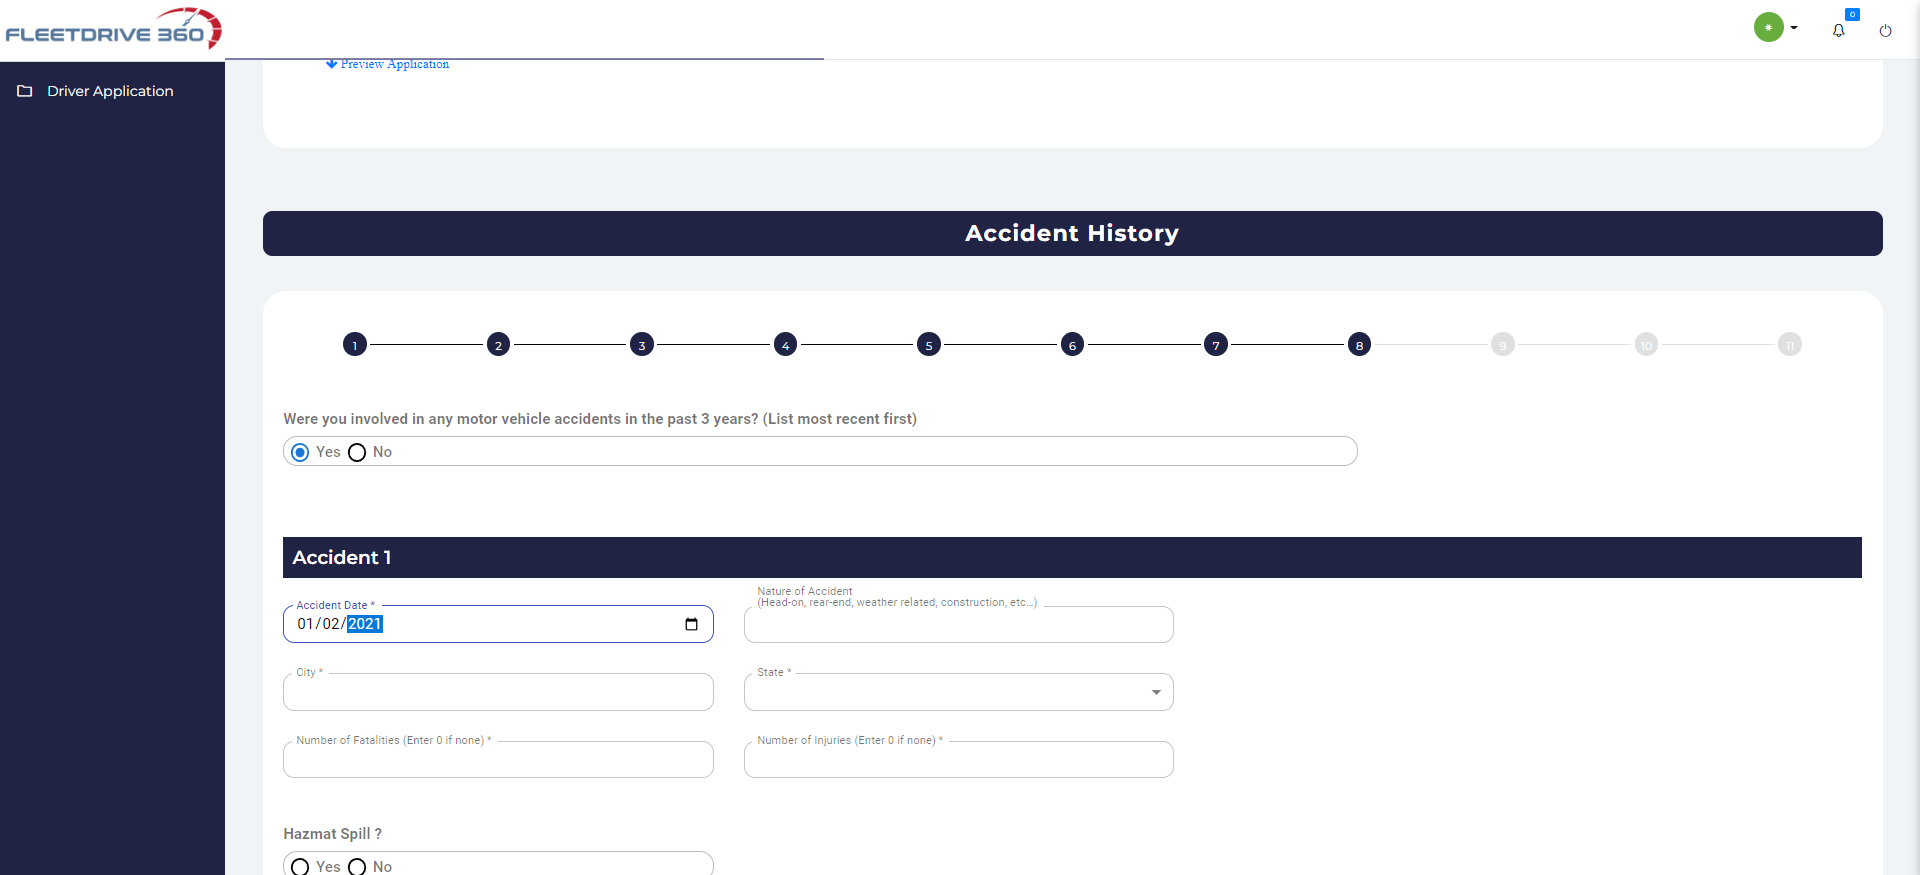 FLEETDRIVE 360
0
Driver Application
Preview Application
Accident History
1 2 3 4 5 6 7 8 9 10 11
Were you involved in any motor vehicle accidents in the past 3 years? (List most recent first)
Yes No
Accident 1
Accident Date *
01/02/2021
Nature of Accident
(Head-on, rear-end, weather related, construction, etc...)
City *
State *
Number of Fatalities (Enter 0 if none) *
Number of Injuries (Enter 0 if none) *
Hazmat Spill ?
Yes No